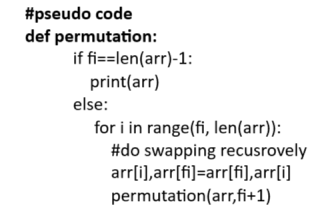 #pseudo code
def permutation:
if fi==len(arr)-1:
print(arr)
else:
for i in range(fi, len(arr)):
#do swapping recusrovely
arr[i],arr[fi]=arr[fi],arr[i]
permutation(arr,fi+1)